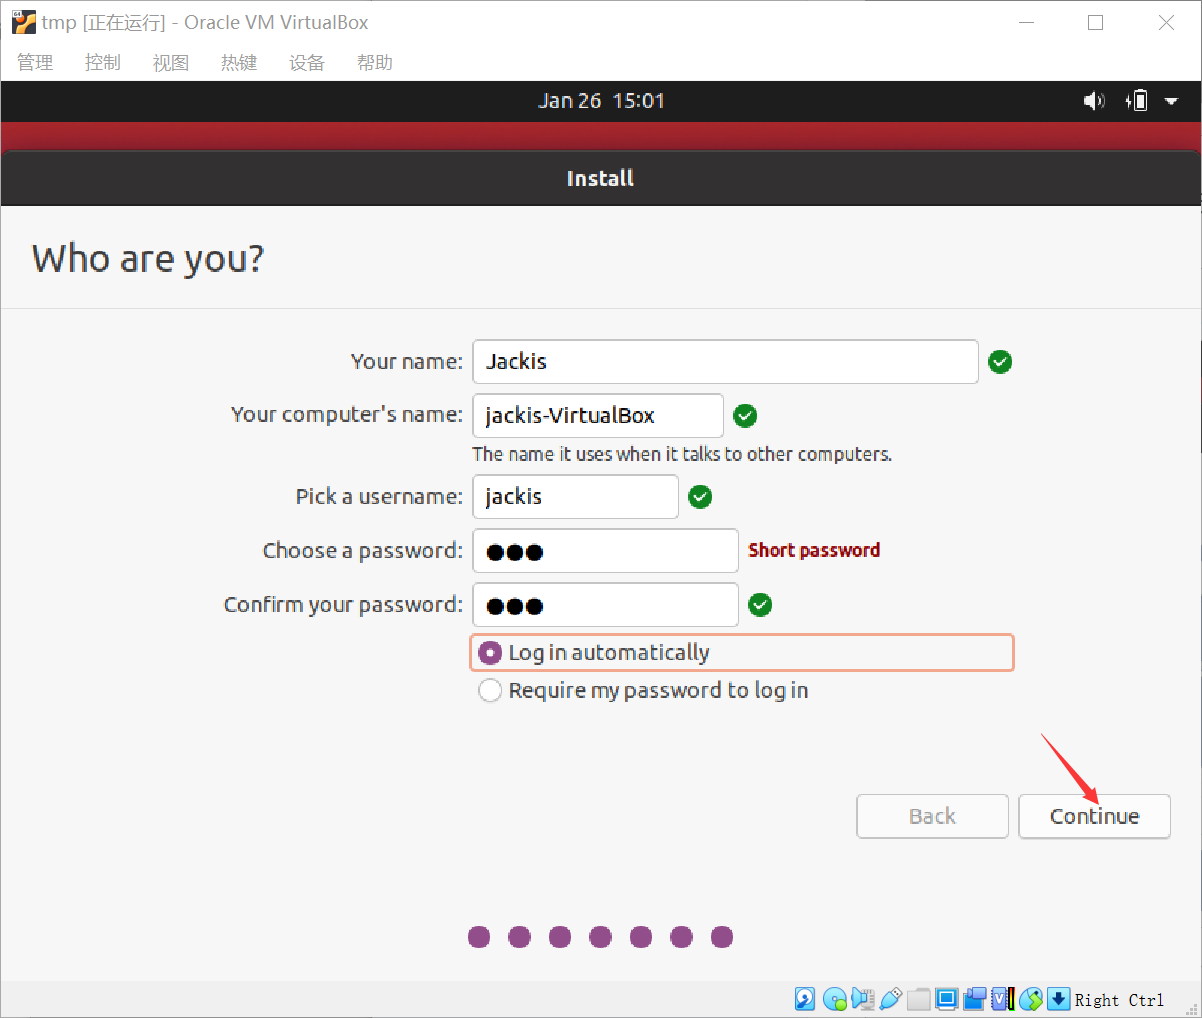 tmp [正在运行] - Oracle VM VirtualBox
管理 控制 视图 热键 设备 帮助
Jan 26 15:01
Install
Who are you?
Your name: Jackis
Your computer's name: jackis-VirtualBox
The name it uses when it talks to other computers.
Pick a username: jackis
Choose a password: ●●● Short password
Confirm your password: ●●●
Log in automatically
Require my password to log in
Back Continue
Right Ctrl